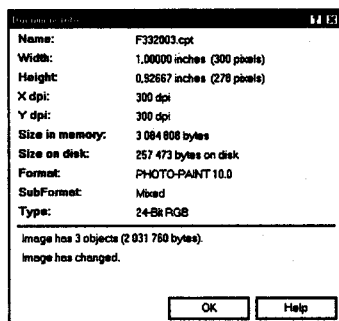 Document Info
Name: F332003.cpt
Width: 1,00000 inches (300 pixels)
Height: 0,92667 inches (278 pixels)
X dpi: 300 dpi
Y dpi: 300 dpi
Size in memory: 3 084 808 bytes
Size on disk: 257 473 bytes on disk
Format: PHOTO-PAINT 10.0
SubFormat: Mixed
Type: 24-Bit RGB
Image has 3 objects (2 031 760 bytes).
Image has changed.
OK Help